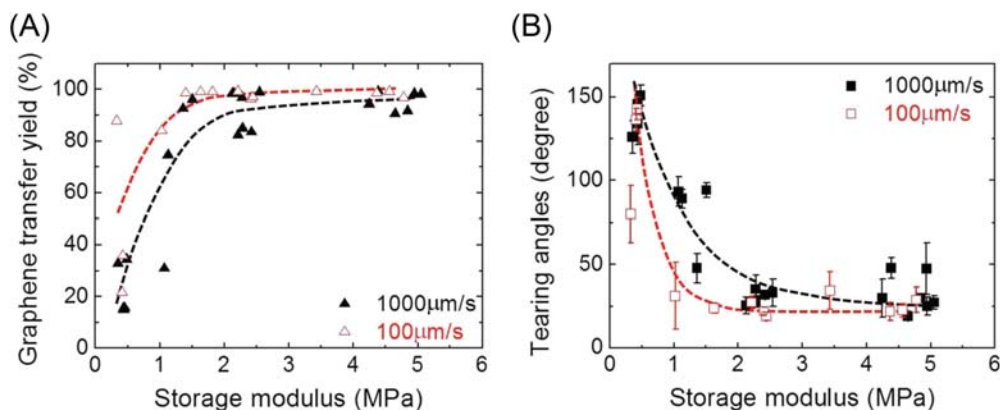 (A)
Graphene transfer yield (%)
120
100
80
60
40
20
0
0 1 2 3 4 5 6
Storage modulus (MPa)
1000μm/s
100μm/s
(B)
Tearing angles (degree)
150
100
50
0
0 1 2 3 4 5 6
Storage modulus (MPa)
1000μm/s
100μm/s